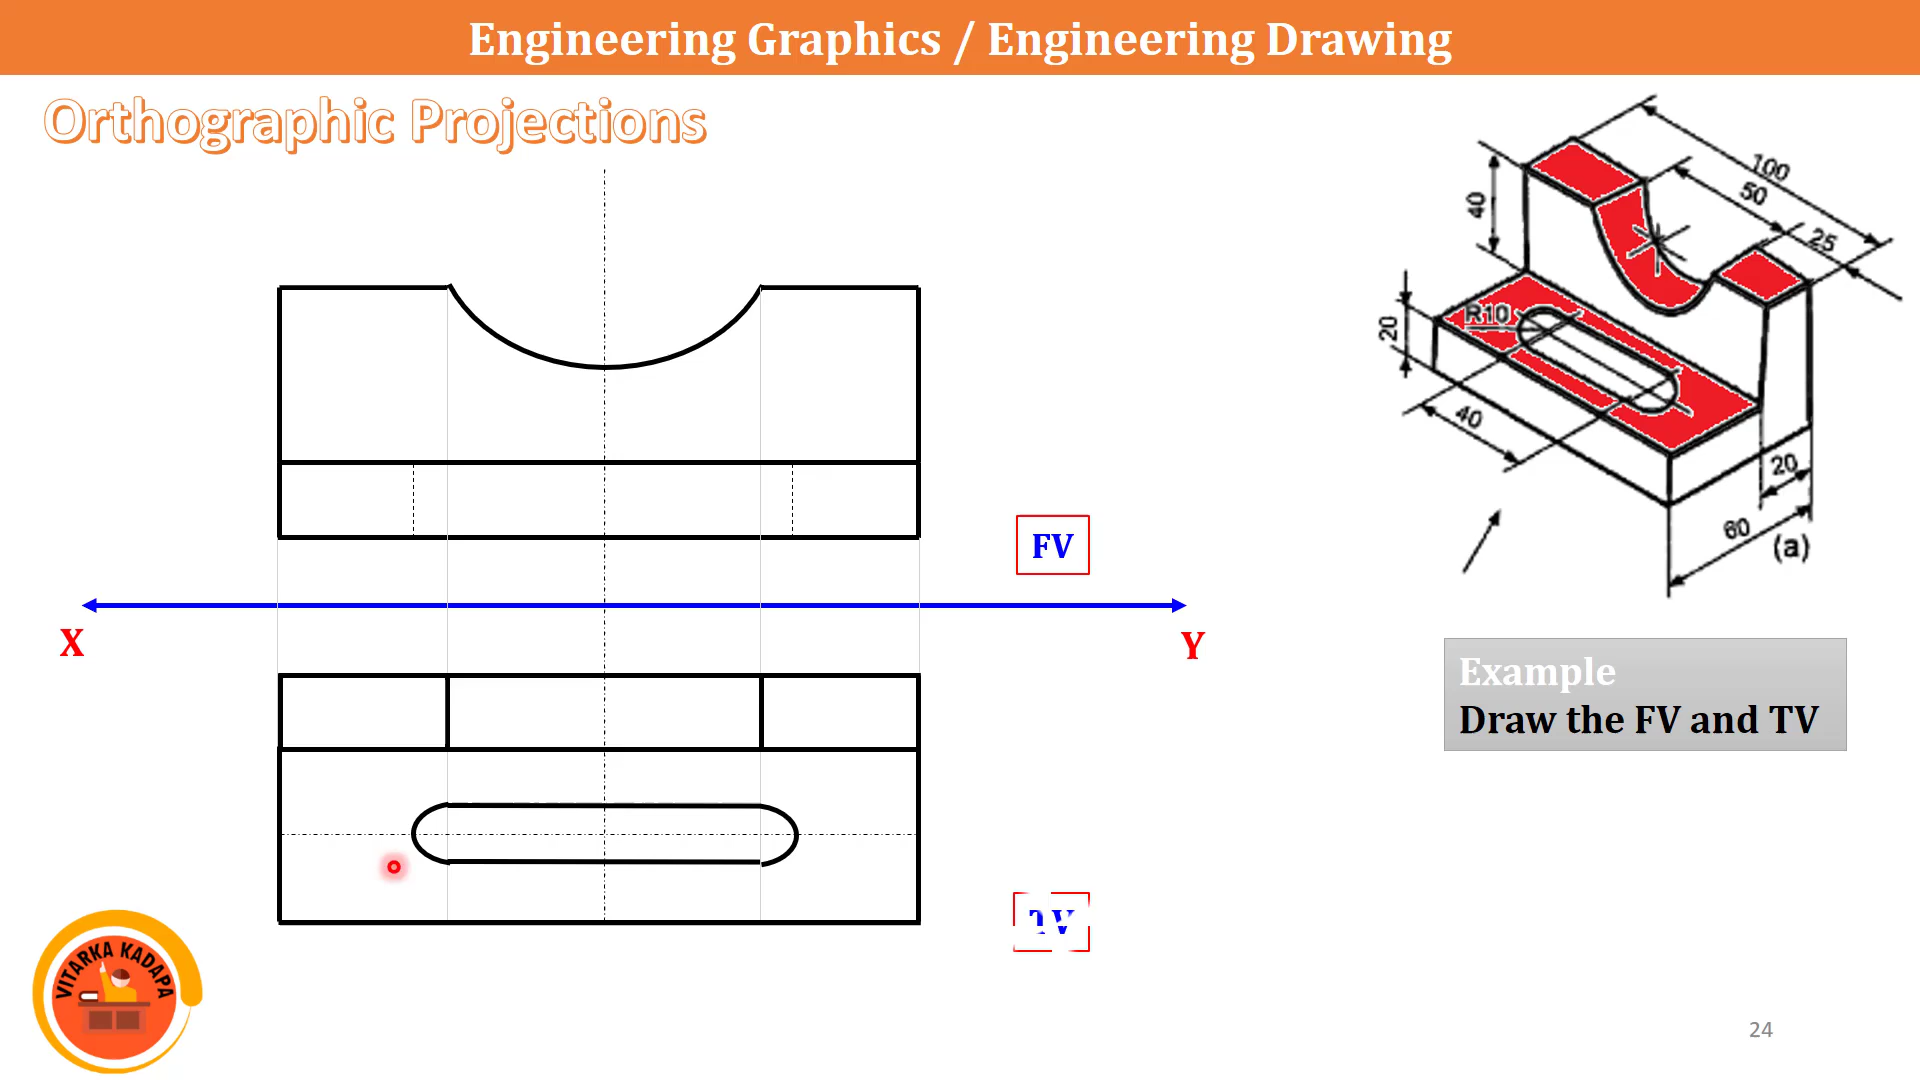 Engineering Graphics / Engineering Drawing
Orthographic Projections
100
50
40
25
R10
20
40
20
60
(a)
FV
X
Y
Example
Draw the FV and TV
TV
VITARKA KADAPA
24